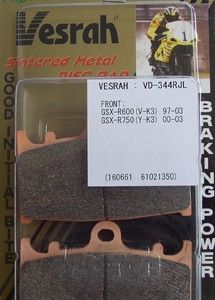 Vesrah
Sintered Metal
DISC PAD
GOOD INITIAL BITE
BRAKING POWER
VESRAH : VD-344RJL
FRONT:
GSX-R600(V-K3) 97-03
GSX-R750(Y-K3) 00-03
(160661 61021350)